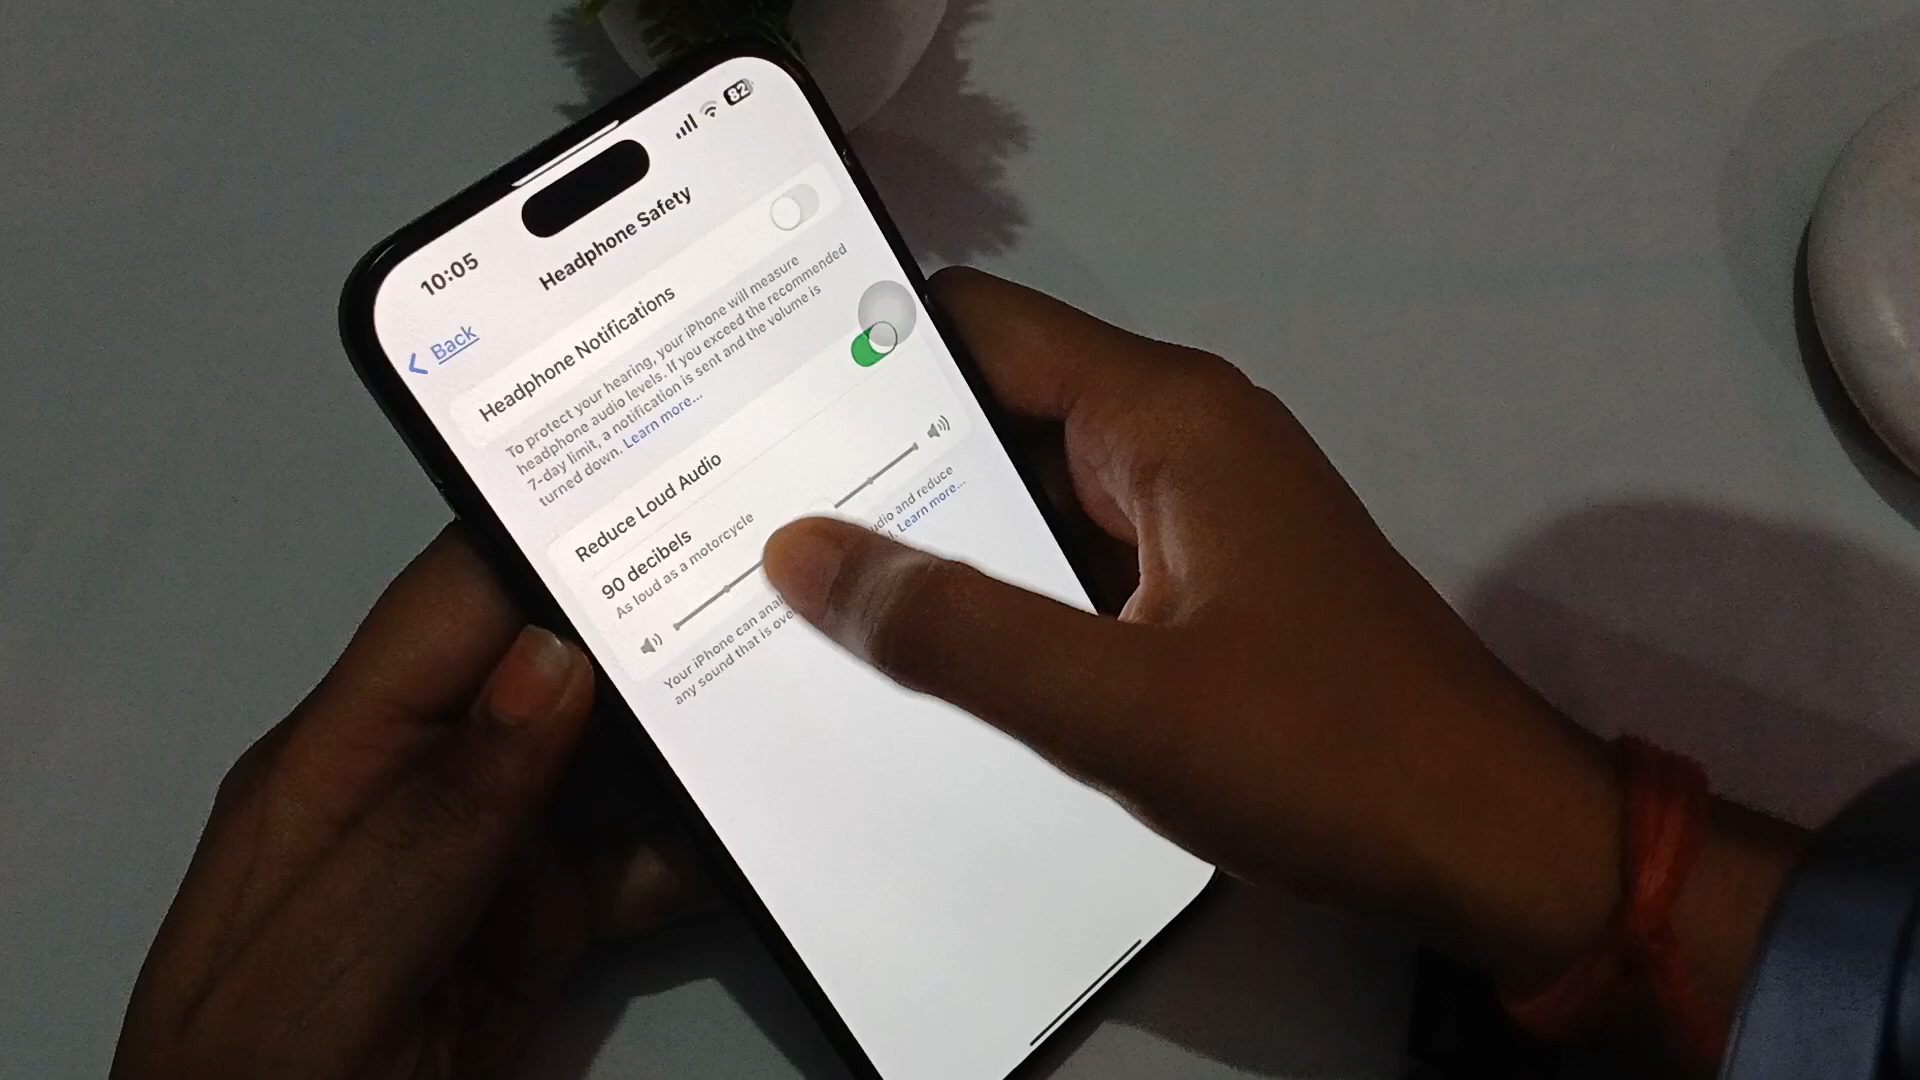 10:05
82
Back
Headphone Safety
Headphone Notifications
To protect your hearing, your iPhone will measure
headphone audio levels. If you exceed the recommended
7-day limit, a notification is sent and the volume is
turned down. Learn more...
Reduce Loud Audio
90 decibels
As loud as a motorcycle
Your iPhone can audio and reduce
any sound that is Learn more...